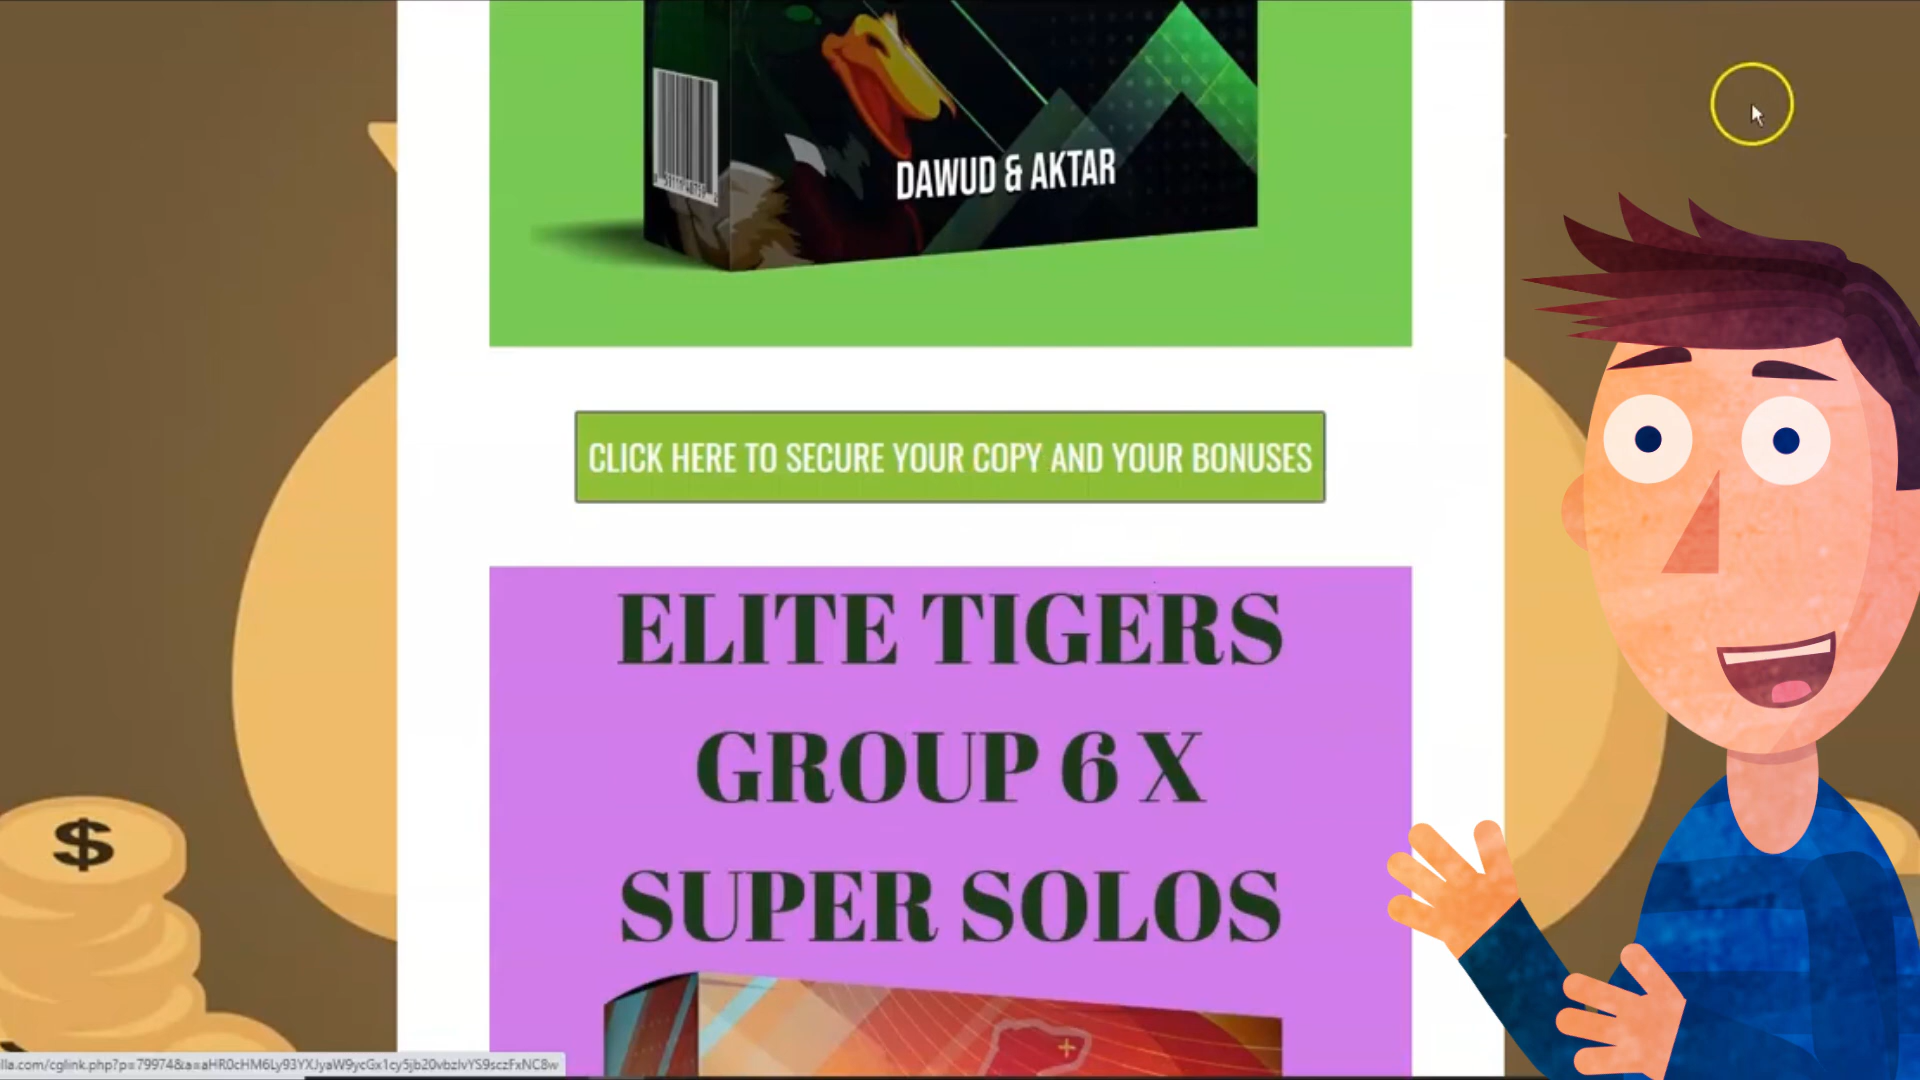 DAWUD & AKTAR
CLICK HERE TO SECURE YOUR COPY AND YOUR BONUSES
ELITE TIGERS
GROUP 6 X
SUPER SOLOS
$